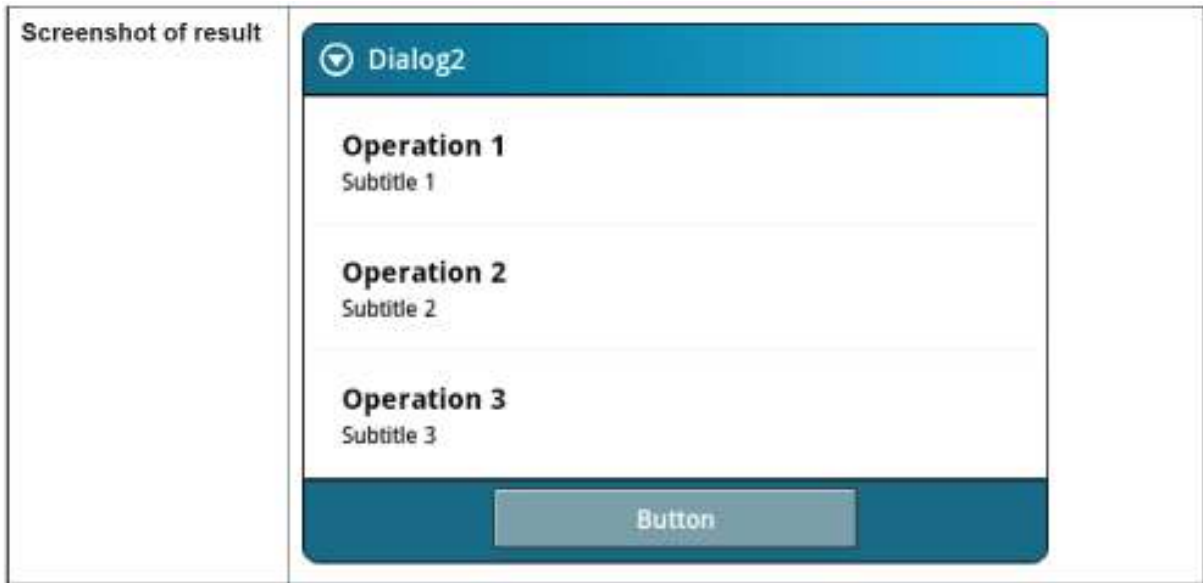 Screenshot of result
Dialog2
Operation 1
Subtitle 1
Operation 2
Subtitle 2
Operation 3
Subtitle 3
Button